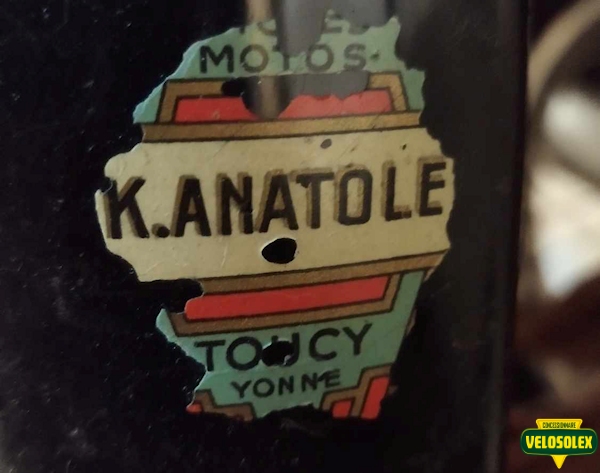 MOTOS.
K.ANATOLE
TOUCY
YONNE
CONCESSIONNAIRE
VELOSOLEX